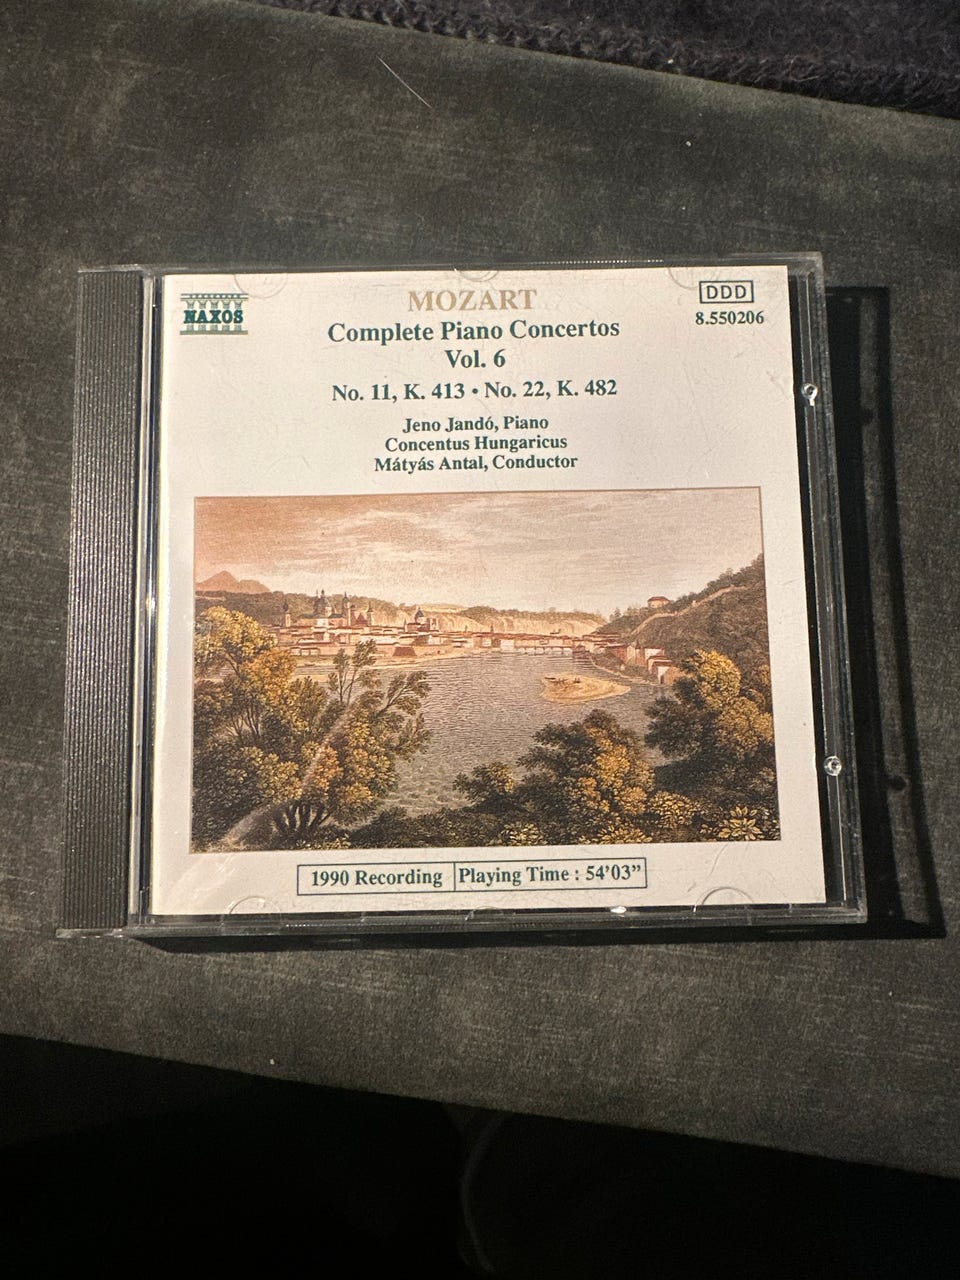 NAXOS
DDD
8.550206
MOZART
Complete Piano Concertos
Vol. 6
No. 11, K. 413 • No. 22, K. 482
Jeno Jandó, Piano
Concentus Hungaricus
Mátyás Antal, Conductor
1990 Recording
Playing Time : 54’03”